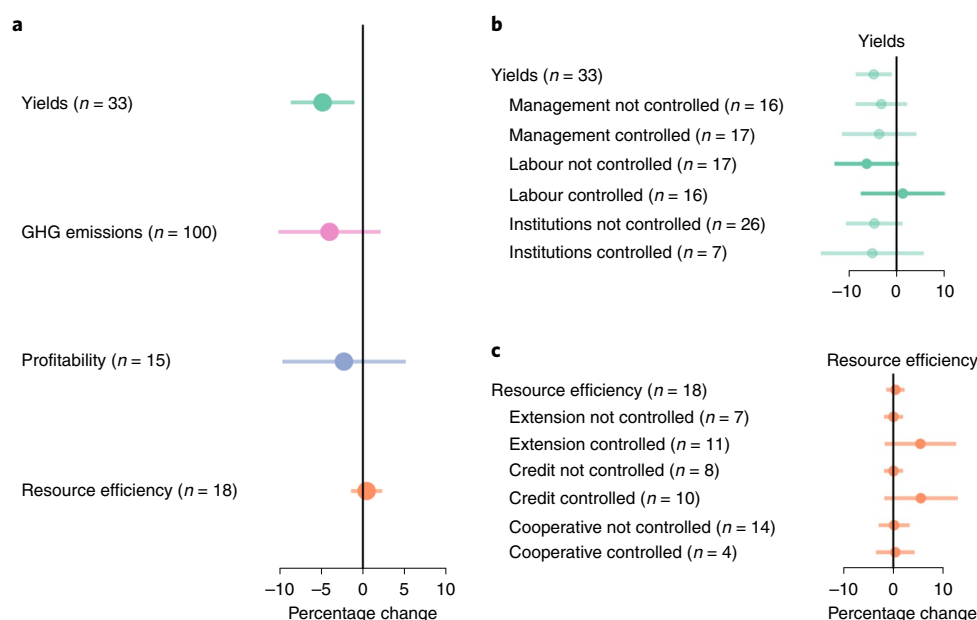 a
Yields (n = 33)
GHG emissions (n = 100)
Profitability (n = 15)
Resource efficiency (n = 18)
–10 –5 0 5 10
Percentage change
b
Yields
Yields (n = 33)
Management not controlled (n = 16)
Management controlled (n = 17)
Labour not controlled (n = 17)
Labour controlled (n = 16)
Institutions not controlled (n = 26)
Institutions controlled (n = 7)
–10 0 10
c
Resource efficiency
Resource efficiency (n = 18)
Extension not controlled (n = 7)
Extension controlled (n = 11)
Credit not controlled (n = 8)
Credit controlled (n = 10)
Cooperative not controlled (n = 14)
Cooperative controlled (n = 4)
–10 0 10
Percentage change